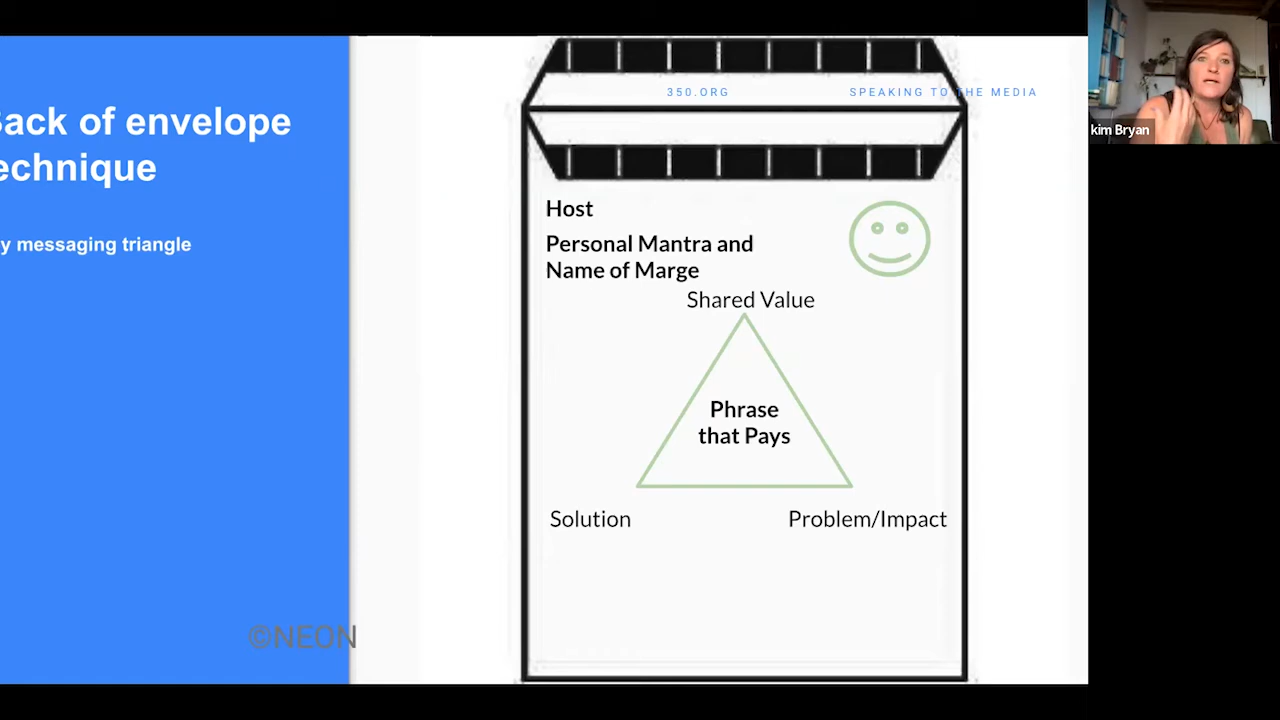 Back of envelope
echnique
y messaging triangle
350.ORG
SPEAKING TO THE MEDIA
Host
Personal Mantra and
Name of Marge
Shared Value
Phrase
that Pays
Solution
Problem/Impact
©NEON
kim Bryan